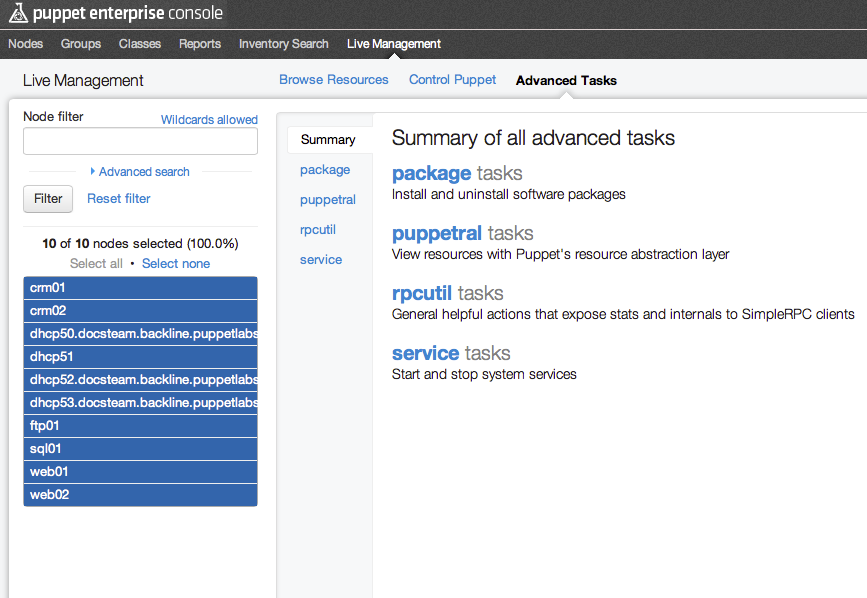 puppet enterprise console
Nodes Groups Classes Reports Inventory Search Live Management
Live Management
Browse Resources Control Puppet Advanced Tasks
Node filter
Wildcards allowed
Advanced search
Filter Reset filter
10 of 10 nodes selected (100.0%)
Select all • Select none
crm01
crm02
dhcp50.docsteam.backline.puppetlabs
dhcp51
dhcp52.docsteam.backline.puppetlabs
dhcp53.docsteam.backline.puppetlabs
ftp01
sql01
web01
web02
Summary
package
puppetral
rpcutil
service
Summary of all advanced tasks
package tasks
Install and uninstall software packages
puppetral tasks
View resources with Puppet's resource abstraction layer
rpcutil tasks
General helpful actions that expose stats and internals to SimpleRPC clients
service tasks
Start and stop system services